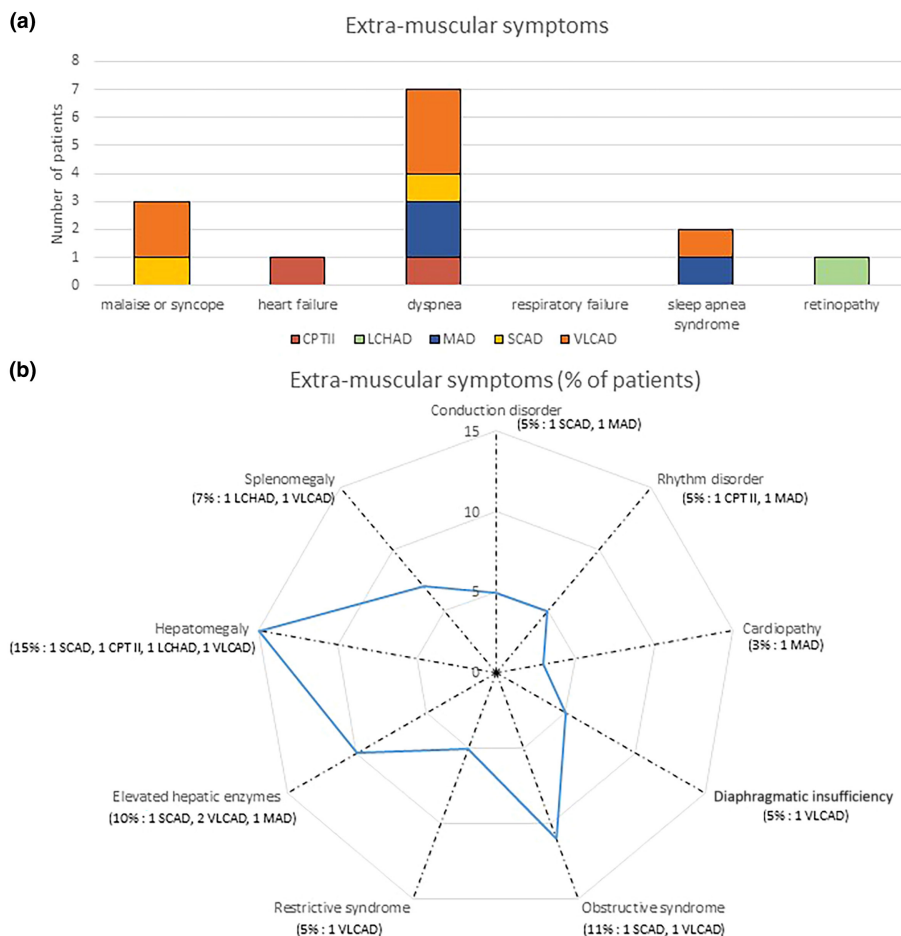 (a)
Extra-muscular symptoms
Number of patients
8
7
6
5
4
3
2
1
0
malaise or syncope
heart failure
dyspnea
respiratory failure
sleep apnea
syndrome
retinopathy
CPTII
LCHAD
MAD
SCAD
VLCAD
(b)
Extra-muscular symptoms (% of patients)
Conduction disorder
(5% : 1 SCAD, 1 MAD)
15
10
5
0
Rhythm disorder
(5% : 1 CPT II, 1 MAD)
Cardiopathy
(3% : 1 MAD)
Diaphragmatic insufficiency
(5% : 1 VLCAD)
Obstructive syndrome
(11% : 1 SCAD, 1 VLCAD)
Restrictive syndrome
(5% : 1 VLCAD)
Elevated hepatic enzymes
(10% : 1 SCAD, 2 VLCAD, 1 MAD)
Hepatomegaly
(15% : 1 SCAD, 1 CPT II, 1 LCHAD, 1 VLCAD)
Splenomegaly
(7% : 1 LCHAD, 1 VLCAD)